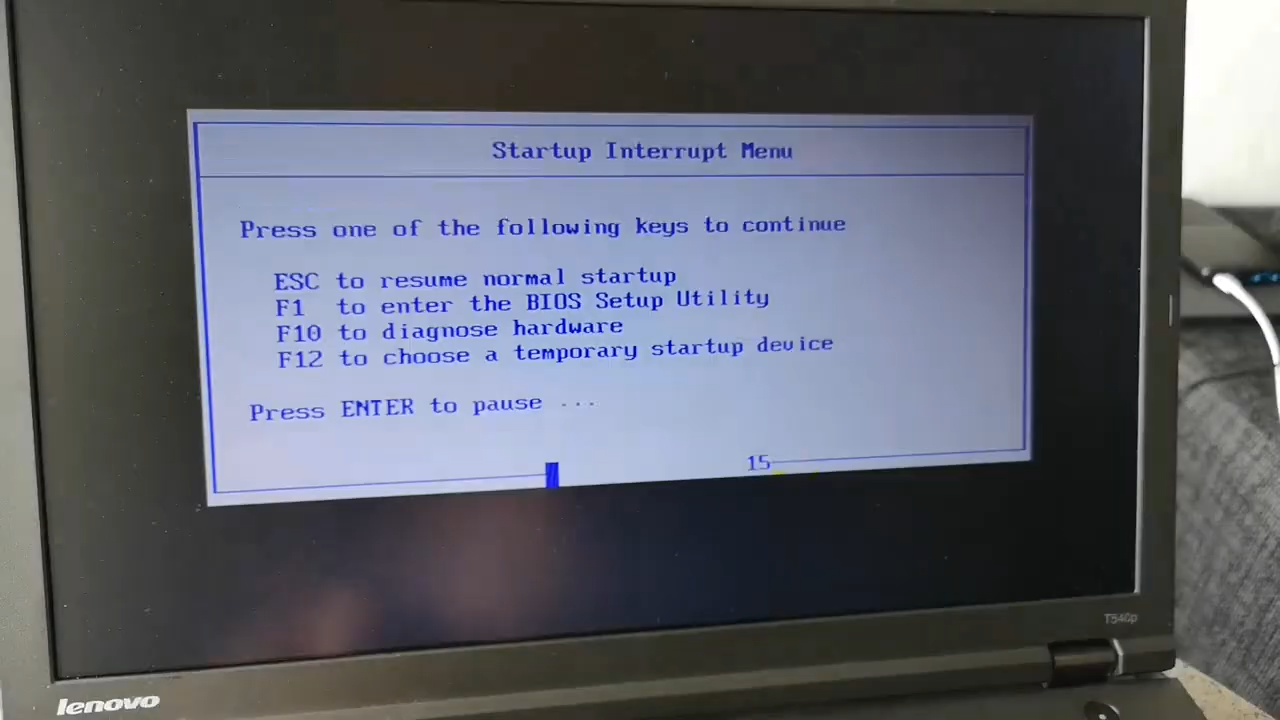 Startup Interrupt Menu
Press one of the following keys to continue
ESC to resume normal startup
F1 to enter the BIOS Setup Utility
F10 to diagnose hardware
F12 to choose a temporary startup device
Press ENTER to pause ...
15
T540p
lenovo